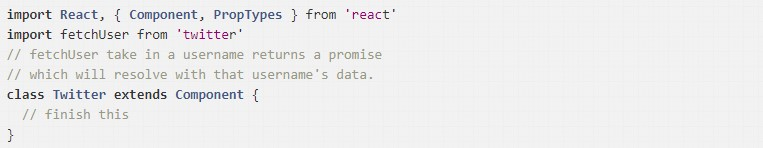 import React, { Component, PropTypes } from 'react'
import fetchUser from 'twitter'
// fetchUser take in a username returns a promise
// which will resolve with that username's data.
class Twitter extends Component {
  // finish this
}